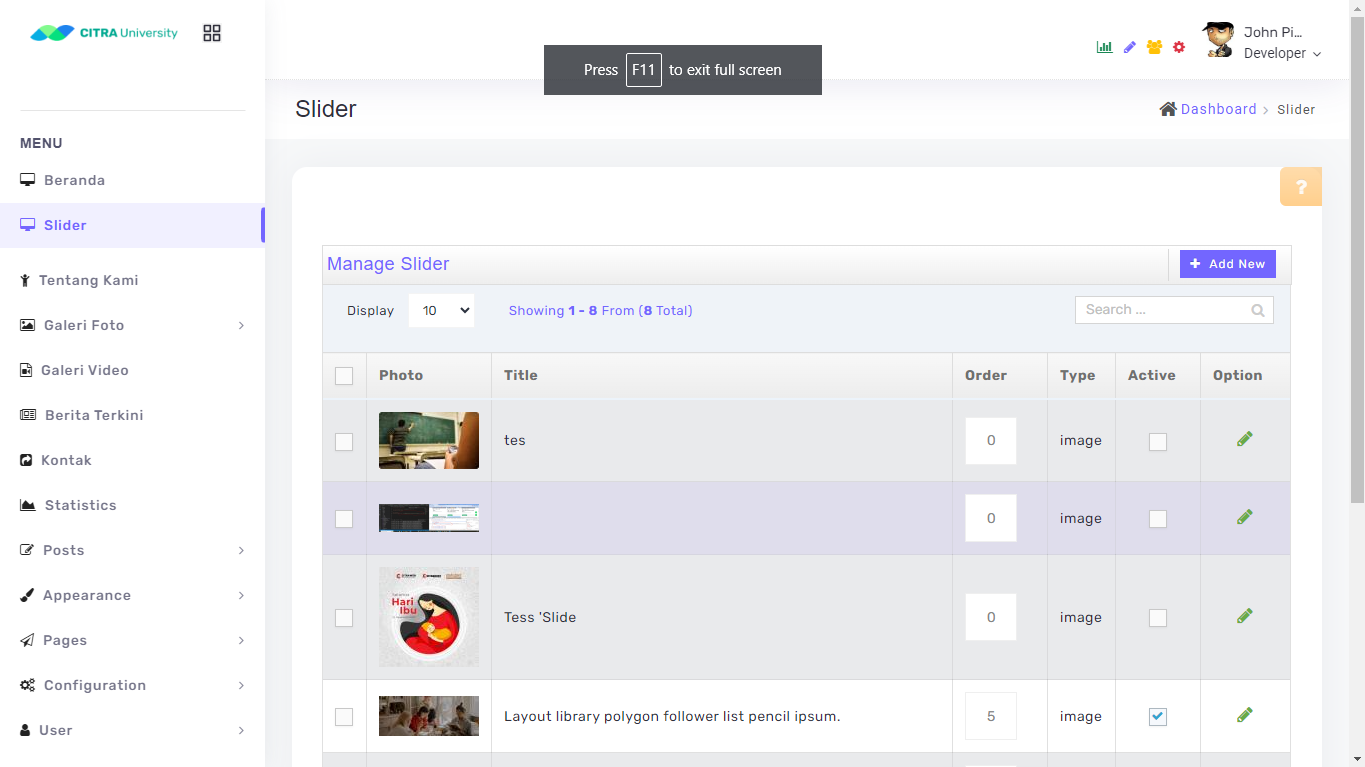 CITRA University
John Pi...
Developer
Press F11 to exit full screen
Slider
Dashboard > Slider
MENU
Beranda
Slider
Tentang Kami
Galeri Foto
Galeri Video
Berita Terkini
Kontak
Statistics
Posts
Appearance
Pages
Configuration
User
?
Manage Slider
+ Add New
Display 10 Showing 1 - 8 From (8 Total)
Search ...
Photo Title Order Type Active Option
tes 0 image
0 image
Hari
Ibu
Tess 'Slide 0 image
Layout library polygon follower list pencil ipsum. 5 image